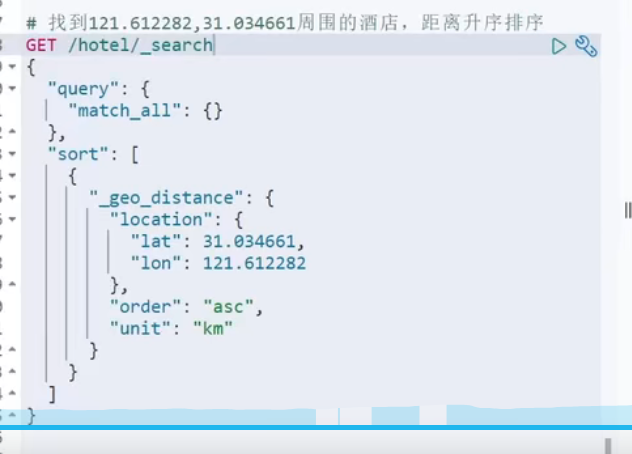 # 找到121.612282,31.034661周围的酒店，距离升序排序
GET /hotel/_search
{
  "query": {
    "match_all": {}
  },
  "sort": [
    {
      "_geo_distance": {
        "location": {
          "lat": 31.034661,
          "lon": 121.612282
        },
        "order": "asc",
        "unit": "km"
      }
    }
  ]
}